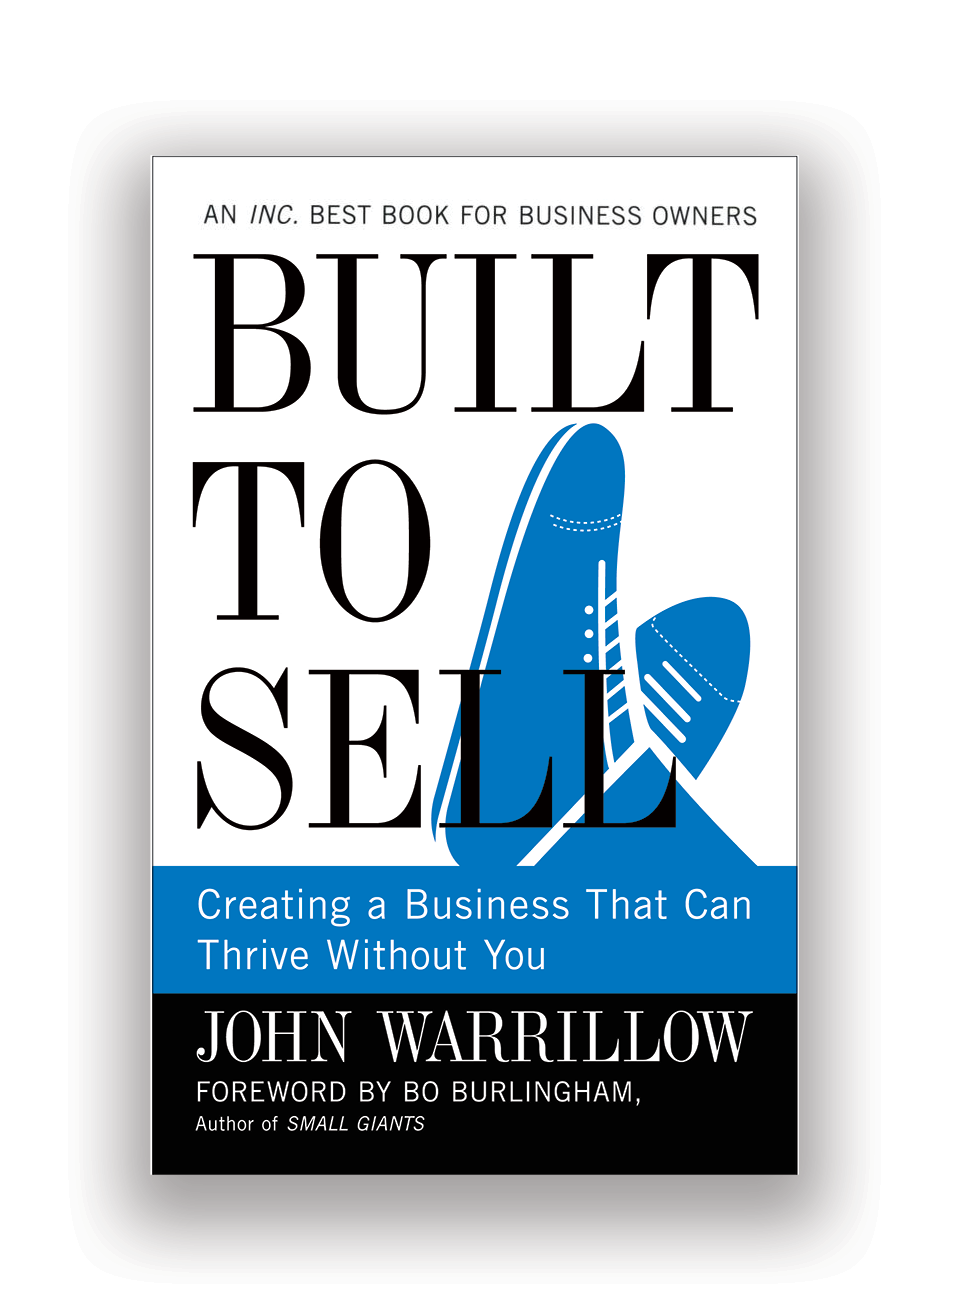 AN INC. BEST BOOK FOR BUSINESS OWNERS
BUILT
TO
SELL
Creating a Business That Can
Thrive Without You
JOHN WARRILLOW
FOREWORD BY BO BURLINGHAM,
Author of SMALL GIANTS